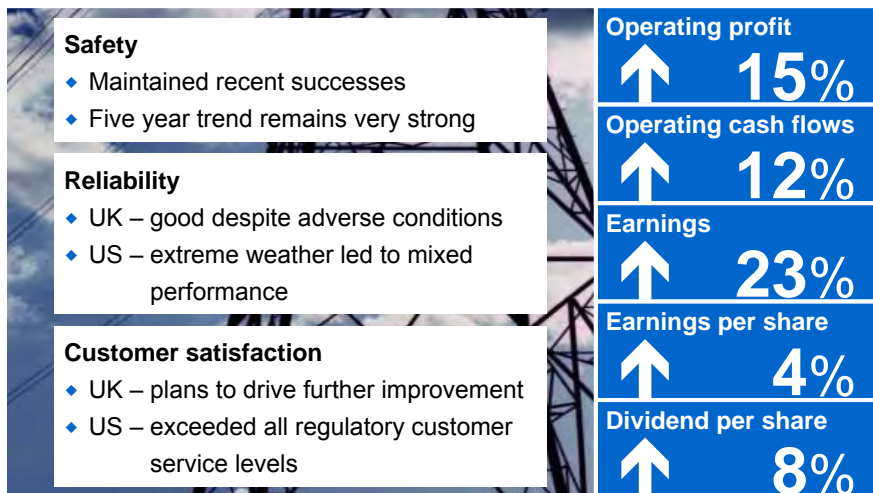 Safety
◆ Maintained recent successes
◆ Five year trend remains very strong
Reliability
◆ UK – good despite adverse conditions
◆ US – extreme weather led to mixed
performance
Customer satisfaction
◆ UK – plans to drive further improvement
◆ US – exceeded all regulatory customer
service levels
Operating profit
15%
Operating cash flows
12%
Earnings
23%
Earnings per share
4%
Dividend per share
8%